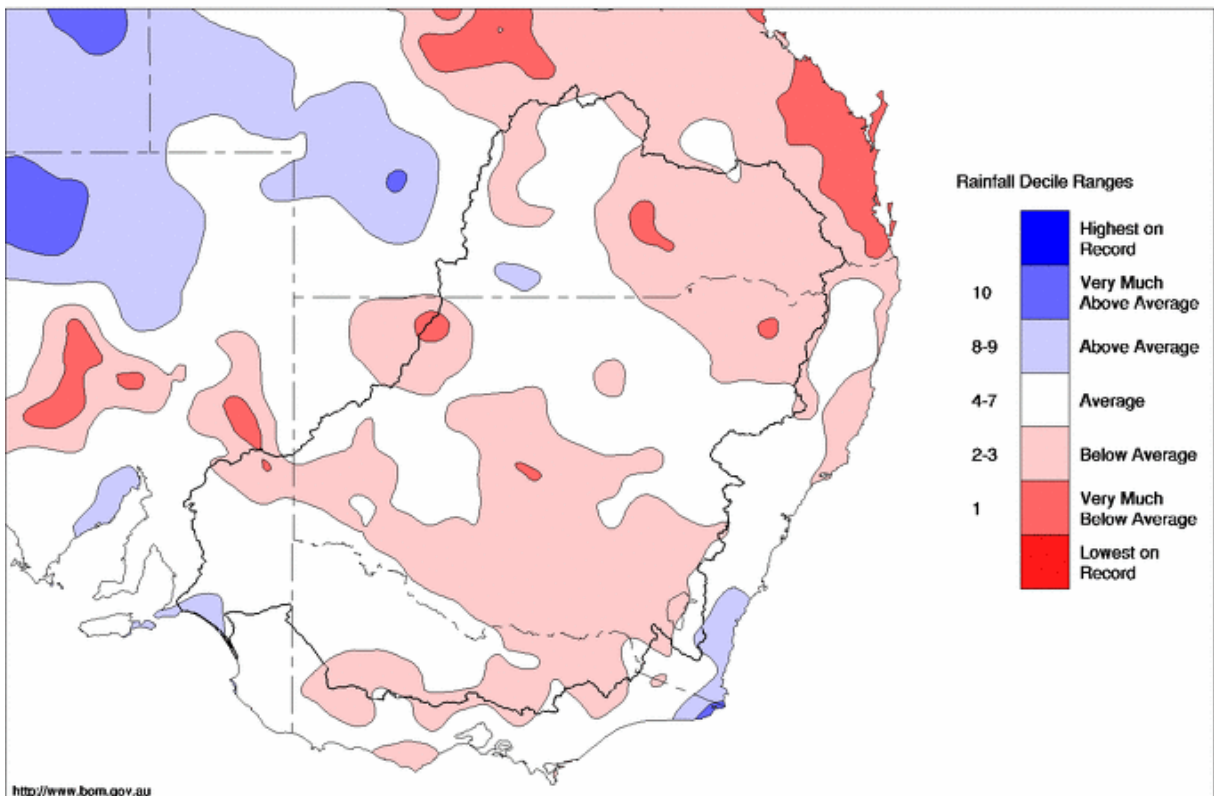 Rainfall Decile Ranges
Highest on
Record
10
Very Much
Above Average
8-9
Above Average
4-7
Average
2-3
Below Average
1
Very Much
Below Average
Lowest on
Record
http://www.bom.gov.au